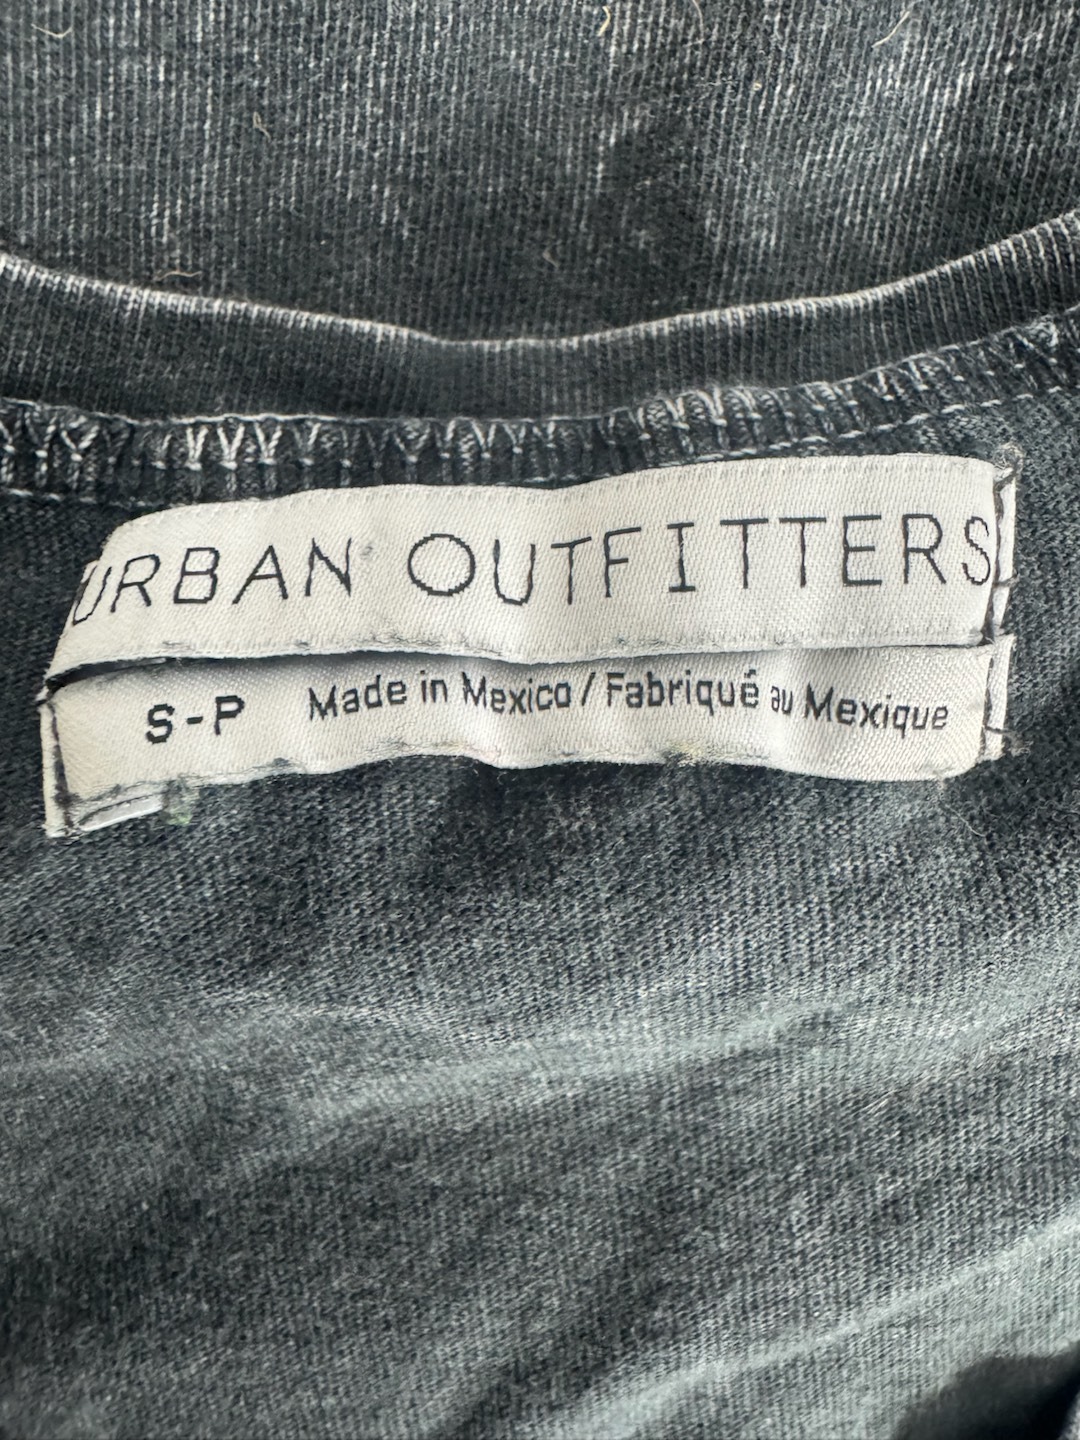 URBAN OUTFITTERS
S-P Made in Mexico / Fabriqué au Mexique